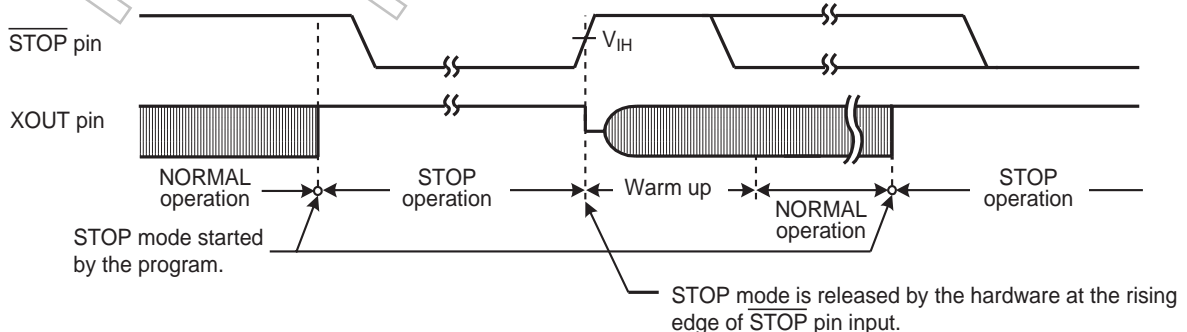 STOP pin
VIH
XOUT pin
NORMAL
operation
STOP
operation
Warm up
NORMAL
operation
STOP
operation
STOP mode started
by the program.
STOP mode is released by the hardware at the rising
edge of STOP pin input.